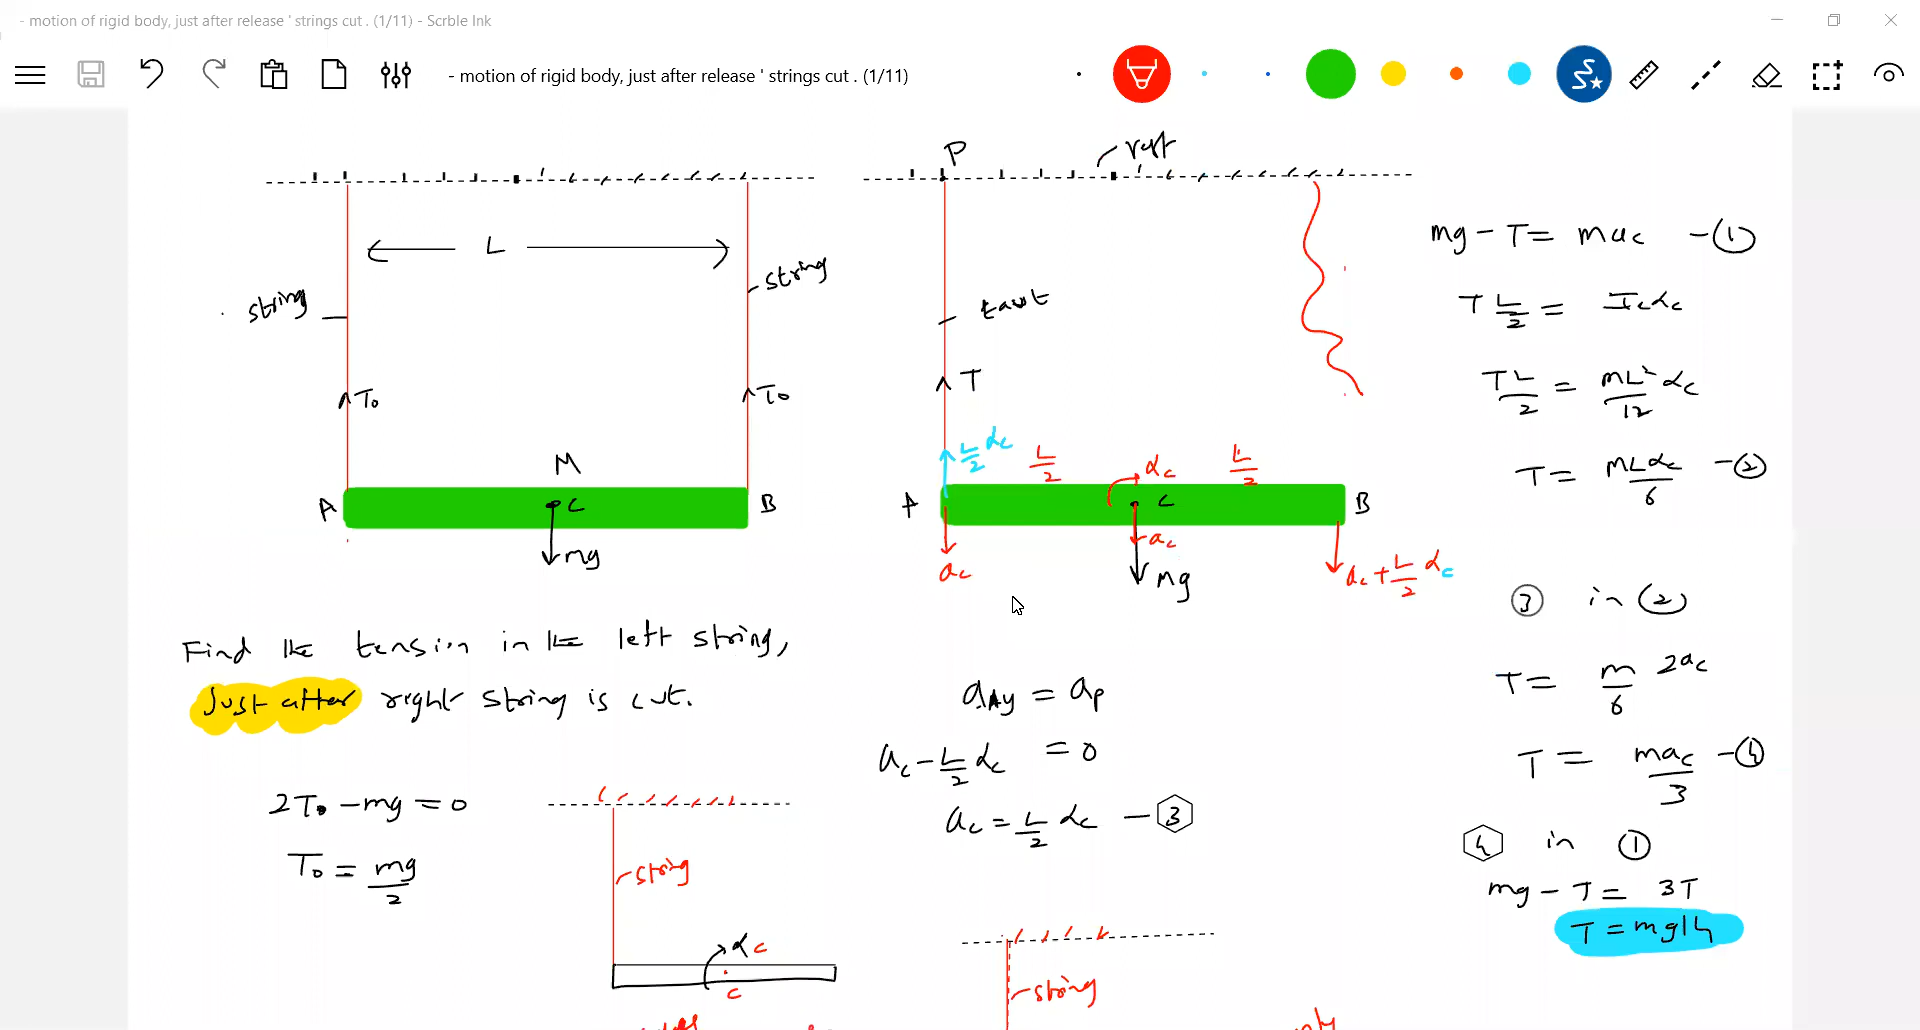 - motion of rigid body, just after release ' strings cut . (1/11) - Scrble Ink
- motion of rigid body, just after release ' strings cut . (1/11)
L
string
string
T₀
T₀
M
A
C
B
mg
P
rest
taut
T
L/2 αc
L/2
αc
L/2
A
C
B
ac
ac
mg
ac + L/2 αc
mg - T = mac - ①
T L/2 = Ic αc
TL/2 = mL²/12 αc
T = mLαc/6 - ②
③ in ②
T = m/6 2ac
T = mac/3 - ④
④ in ①
mg - T = 3T
T = mg/4
Find the tension in the left string,
Just after right string is cut.
2T₀ - mg = 0
T₀ = mg/2
aAy = ap
ac - L/2 αc = 0
ac = L/2 αc - ③
string
αc
c
string